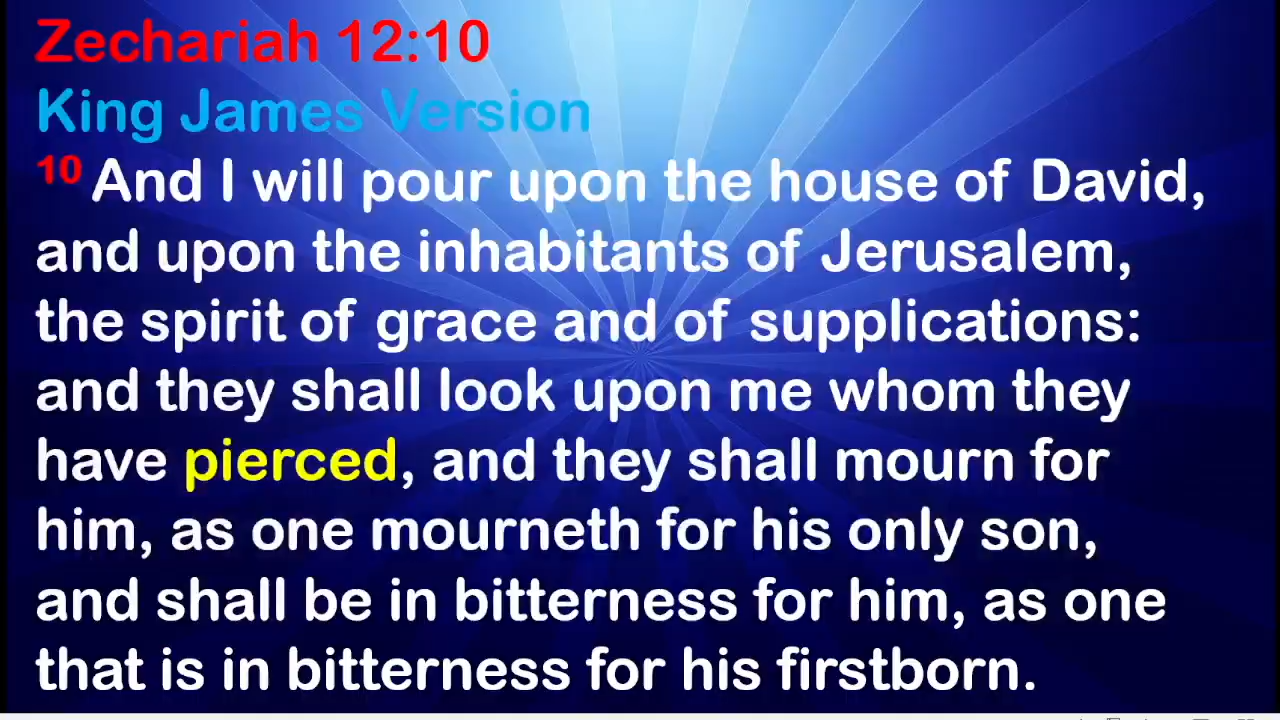 Zechariah 12:10
King James Version
10 And I will pour upon the house of David,
and upon the inhabitants of Jerusalem,
the spirit of grace and of supplications:
and they shall look upon me whom they
have pierced, and they shall mourn for
him, as one mourneth for his only son,
and shall be in bitterness for him, as one
that is in bitterness for his firstborn.